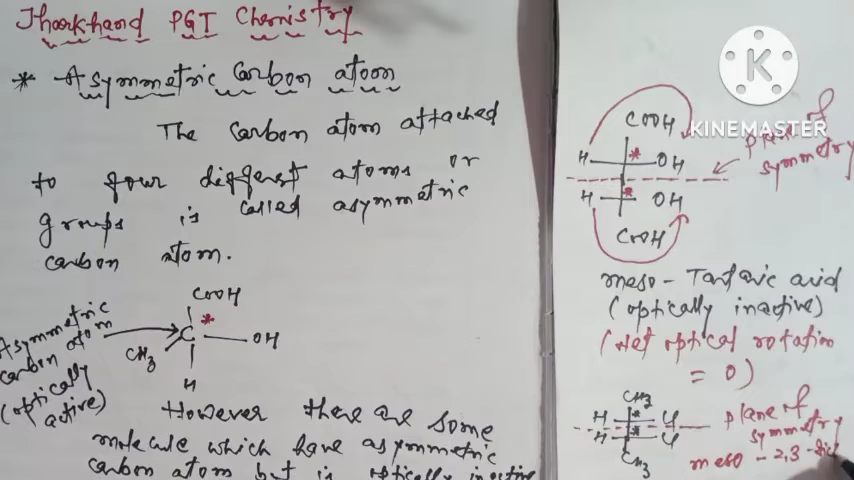 Jharkhand PGT Chemistry
* Asymmetric Carbon atom
The carbon atom attached
to four different atoms or
groups is called asymmetric
carbon atom.
COOH
Asymmetric
carbon atom
(optically
active)
C *
OH
CH3
H
However there are some
molecule which have asymmetric
carbon atom but is optically inactive
K
KINEMASTER
COOH
H * OH
H * OH
COOH
plane of
symmetry
meso - Tartaric acid
(optically inactive)
(Net optical rotation
= 0)
CH3
H * Cl
H * Cl
CH3
plane of
symmetry
meso - 2,3-dic